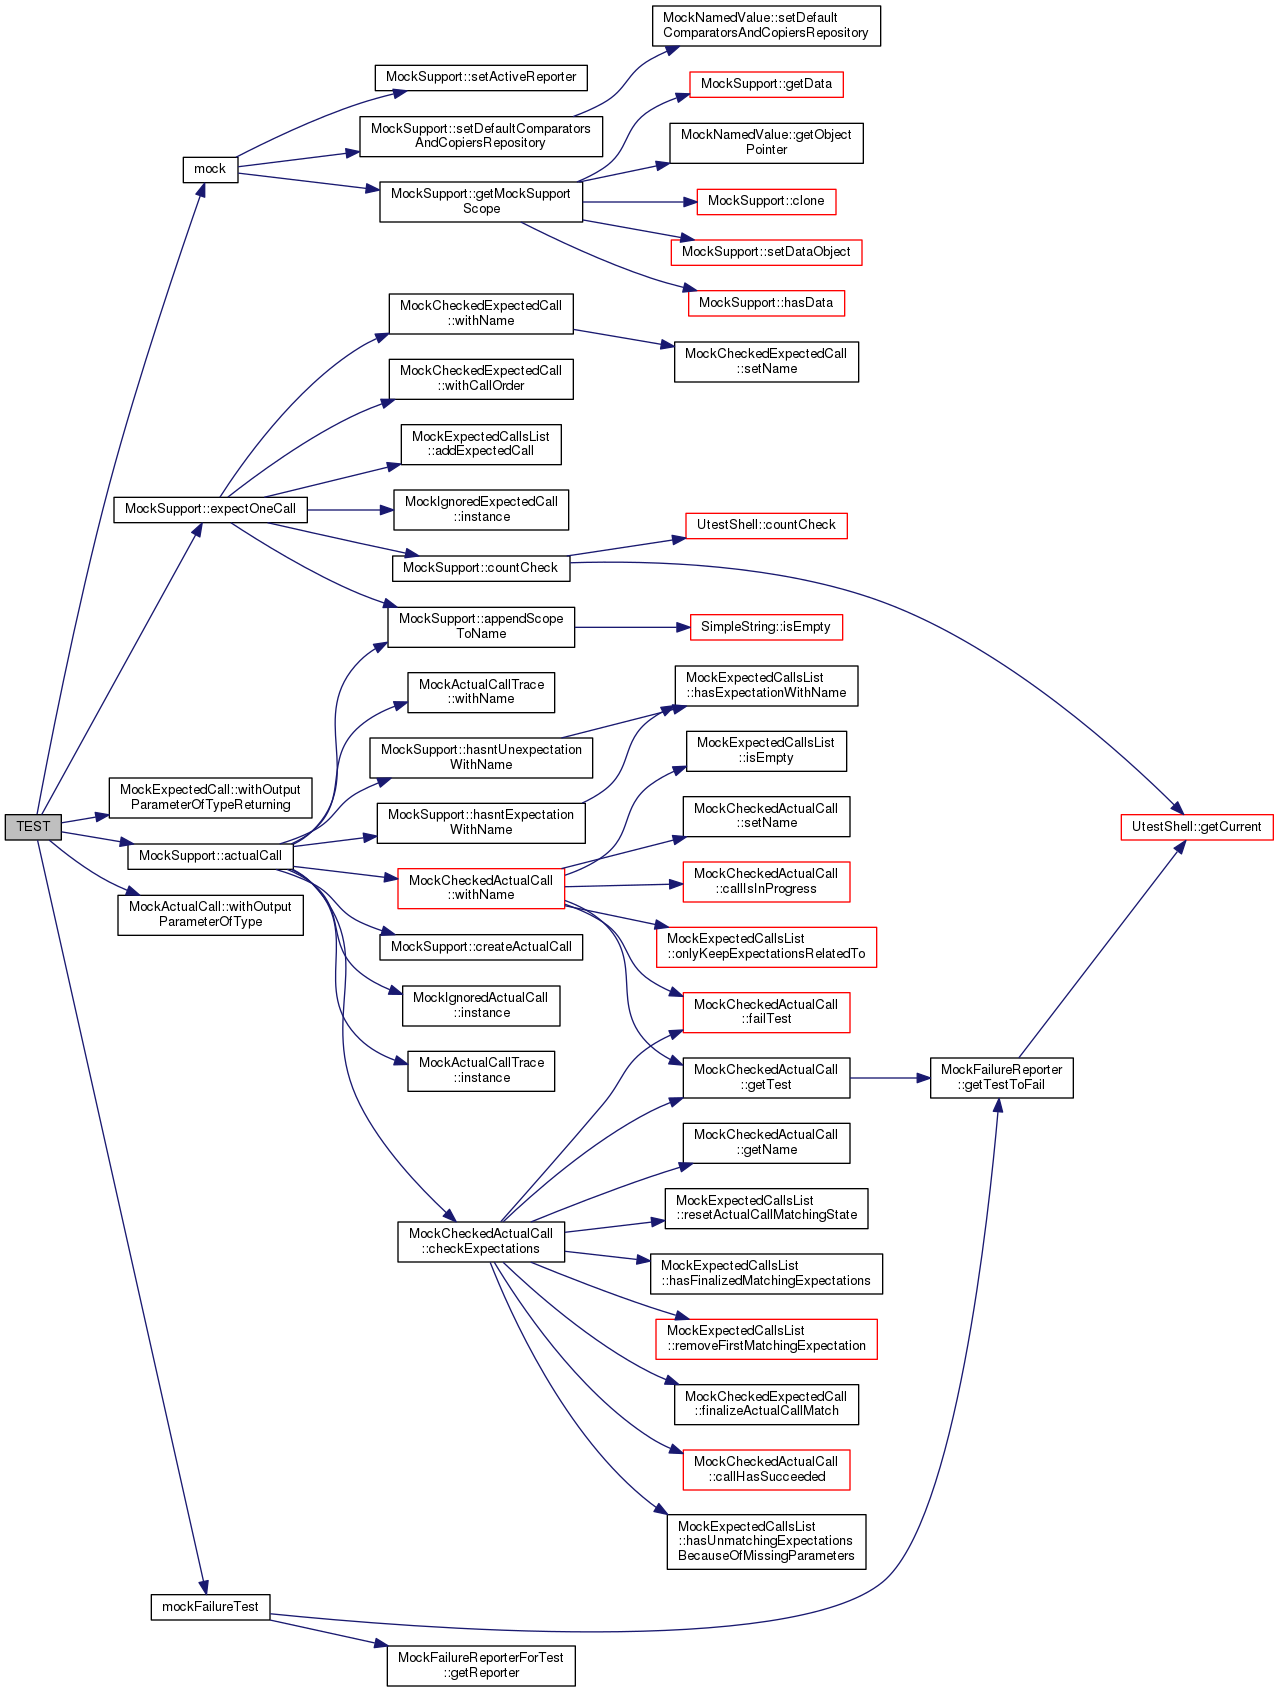 MockNamedValue::setDefault
ComparatorsAndCopiersRepository
MockSupport::setActiveReporter
MockSupport::getData
MockSupport::setDefaultComparators
AndCopiersRepository
MockNamedValue::getObject
Pointer
mock
MockSupport::getMockSupport
Scope
MockSupport::clone
MockSupport::setDataObject
MockSupport::hasData
MockCheckedExpectedCall
::withName
MockCheckedExpectedCall
::setName
MockCheckedExpectedCall
::withCallOrder
MockExpectedCallsList
::addExpectedCall
MockSupport::expectOneCall
MockIgnoredExpectedCall
::instance
UtestShell::countCheck
MockSupport::countCheck
MockSupport::appendScope
ToName
SimpleString::isEmpty
MockActualCallTrace
::withName
MockExpectedCallsList
::hasExpectationWithName
MockSupport::hasntUnexpectation
WithName
MockExpectedCallsList
::isEmpty
MockExpectedCall::withOutput
ParameterOfTypeReturning
MockSupport::hasntExpectation
WithName
MockCheckedActualCall
::setName
TEST
UtestShell::getCurrent
MockSupport::actualCall
MockCheckedActualCall
::withName
MockCheckedActualCall
::callIsInProgress
MockActualCall::withOutput
ParameterOfType
MockSupport::createActualCall
MockExpectedCallsList
::onlyKeepExpectationsRelatedTo
MockIgnoredActualCall
::instance
MockCheckedActualCall
::failTest
MockActualCallTrace
::instance
MockCheckedActualCall
::getTest
MockFailureReporter
::getTestToFail
MockCheckedActualCall
::getName
MockExpectedCallsList
::resetActualCallMatchingState
MockCheckedActualCall
::checkExpectations
MockExpectedCallsList
::hasFinalizedMatchingExpectations
MockExpectedCallsList
::removeFirstMatchingExpectation
MockCheckedExpectedCall
::finalizeActualCallMatch
MockCheckedActualCall
::callHasSucceeded
MockExpectedCallsList
::hasUnmatchingExpectations
BecauseOfMissingParameters
mockFailureTest
MockFailureReporterForTest
::getReporter